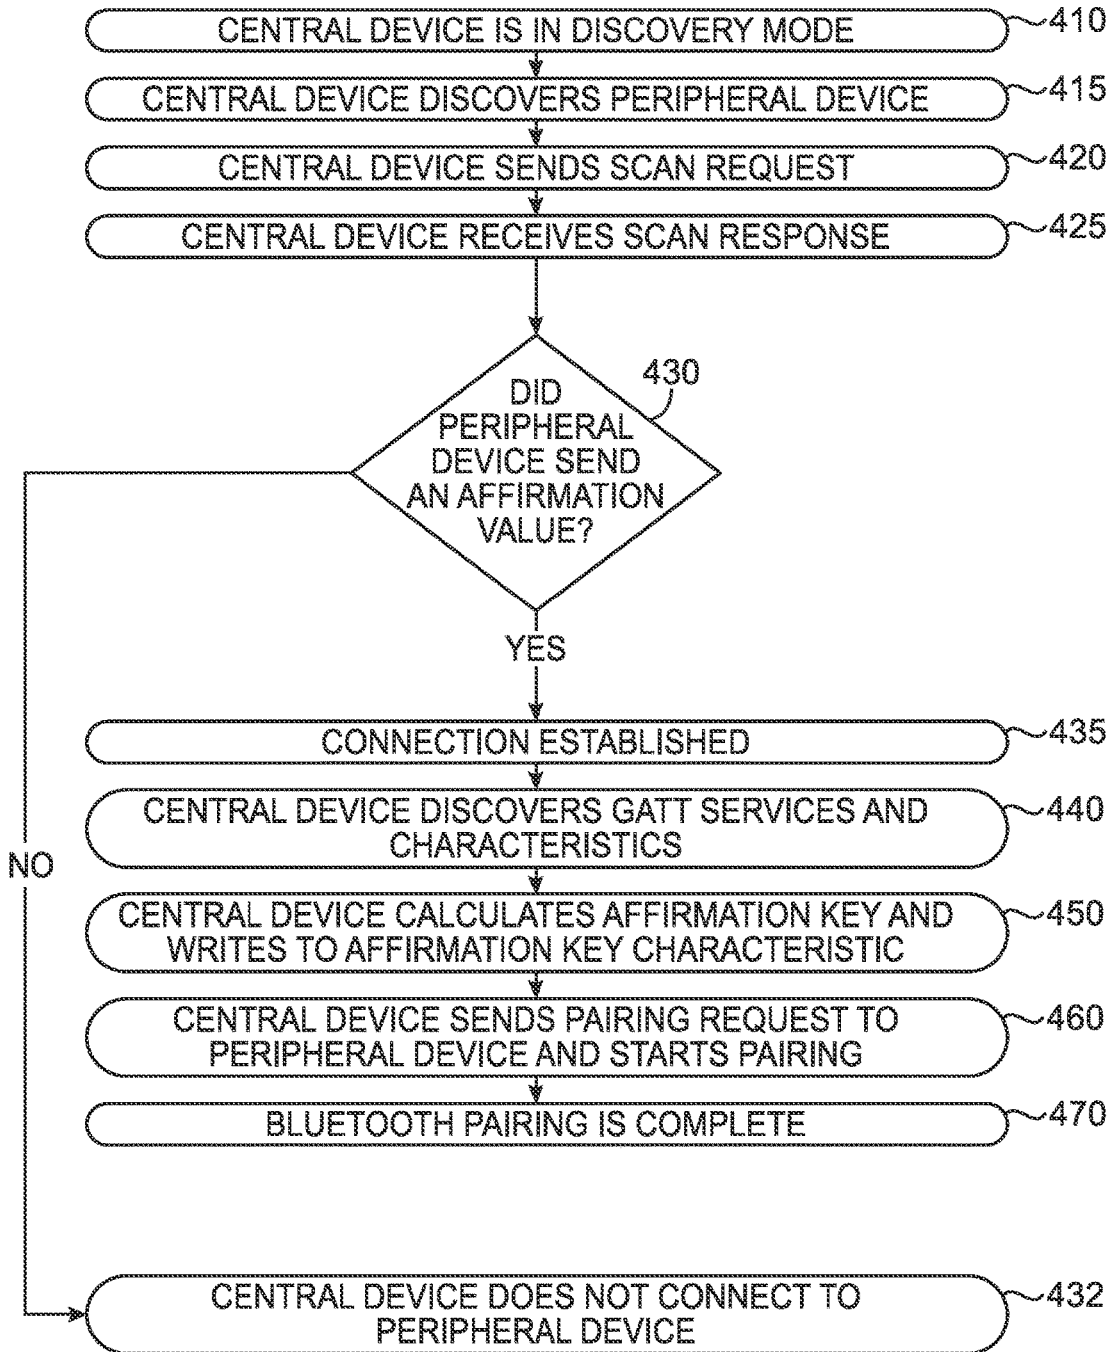 CENTRAL DEVICE IS IN DISCOVERY MODE
410
CENTRAL DEVICE DISCOVERS PERIPHERAL DEVICE
415
CENTRAL DEVICE SENDS SCAN REQUEST
420
CENTRAL DEVICE RECEIVES SCAN RESPONSE
425
430
DID
PERIPHERAL
DEVICE SEND
AN AFFIRMATION
VALUE?
YES
CONNECTION ESTABLISHED
435
CENTRAL DEVICE DISCOVERS GATT SERVICES AND
CHARACTERISTICS
440
NO
CENTRAL DEVICE CALCULATES AFFIRMATION KEY AND
WRITES TO AFFIRMATION KEY CHARACTERISTIC
450
CENTRAL DEVICE SENDS PAIRING REQUEST TO
PERIPHERAL DEVICE AND STARTS PAIRING
460
BLUETOOTH PAIRING IS COMPLETE
470
CENTRAL DEVICE DOES NOT CONNECT TO
PERIPHERAL DEVICE
432